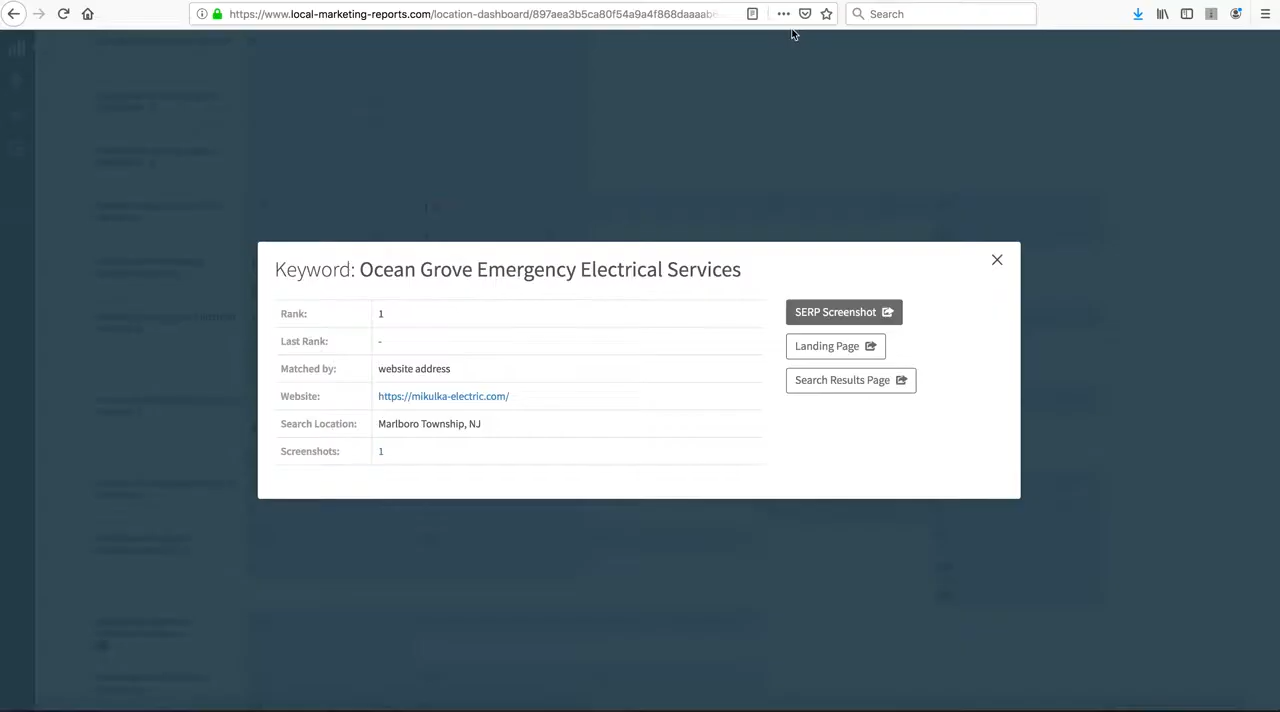 https://www.local-marketing-reports.com/location-dashboard/897aea3b5ca80f54a9a4f868daaaab
Search
Keyword: Ocean Grove Emergency Electrical Services
Rank: 1
SERP Screenshot
Last Rank: -
Landing Page
Matched by: website address
Search Results Page
Website: https://mikulka-electric.com/
Search Location: Marlboro Township, NJ
Screenshots: 1